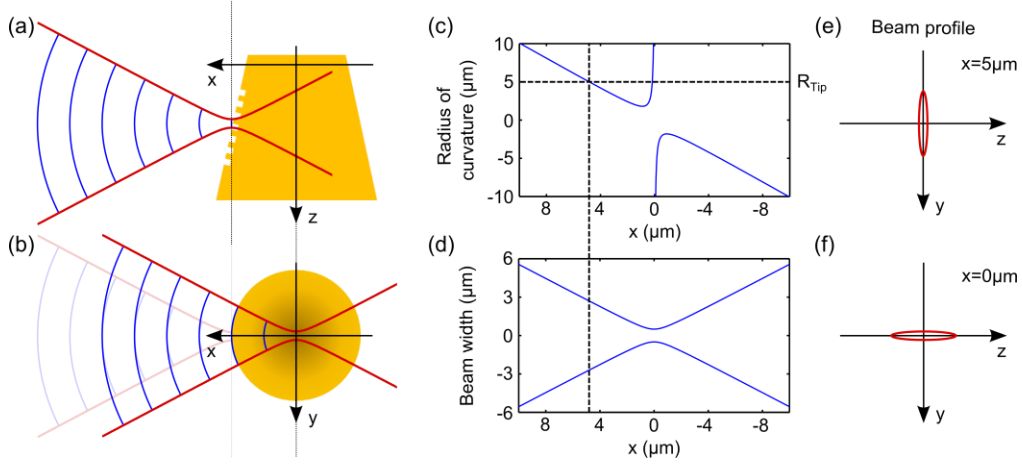 (a)
x
z
(b)
x
y
(c)
Radius of
curvature (μm)
10
5
0
-5
-10
8
4
0
-4
-8
x (μm)
R_Tip
(d)
Beam width (μm)
6
3
0
-3
-6
8
4
0
-4
-8
x (μm)
(e)
Beam profile
x=5μm
z
y
(f)
x=0μm
z
y